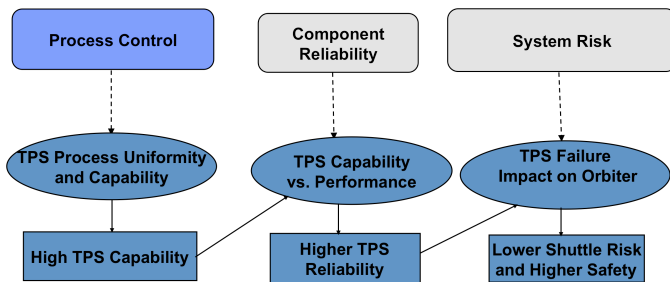 Process Control
Component
Reliability
System Risk
TPS Process Uniformity
and Capability
TPS Capability
vs. Performance
TPS Failure
Impact on Orbiter
High TPS Capability
Higher TPS
Reliability
Lower Shuttle Risk
and Higher Safety